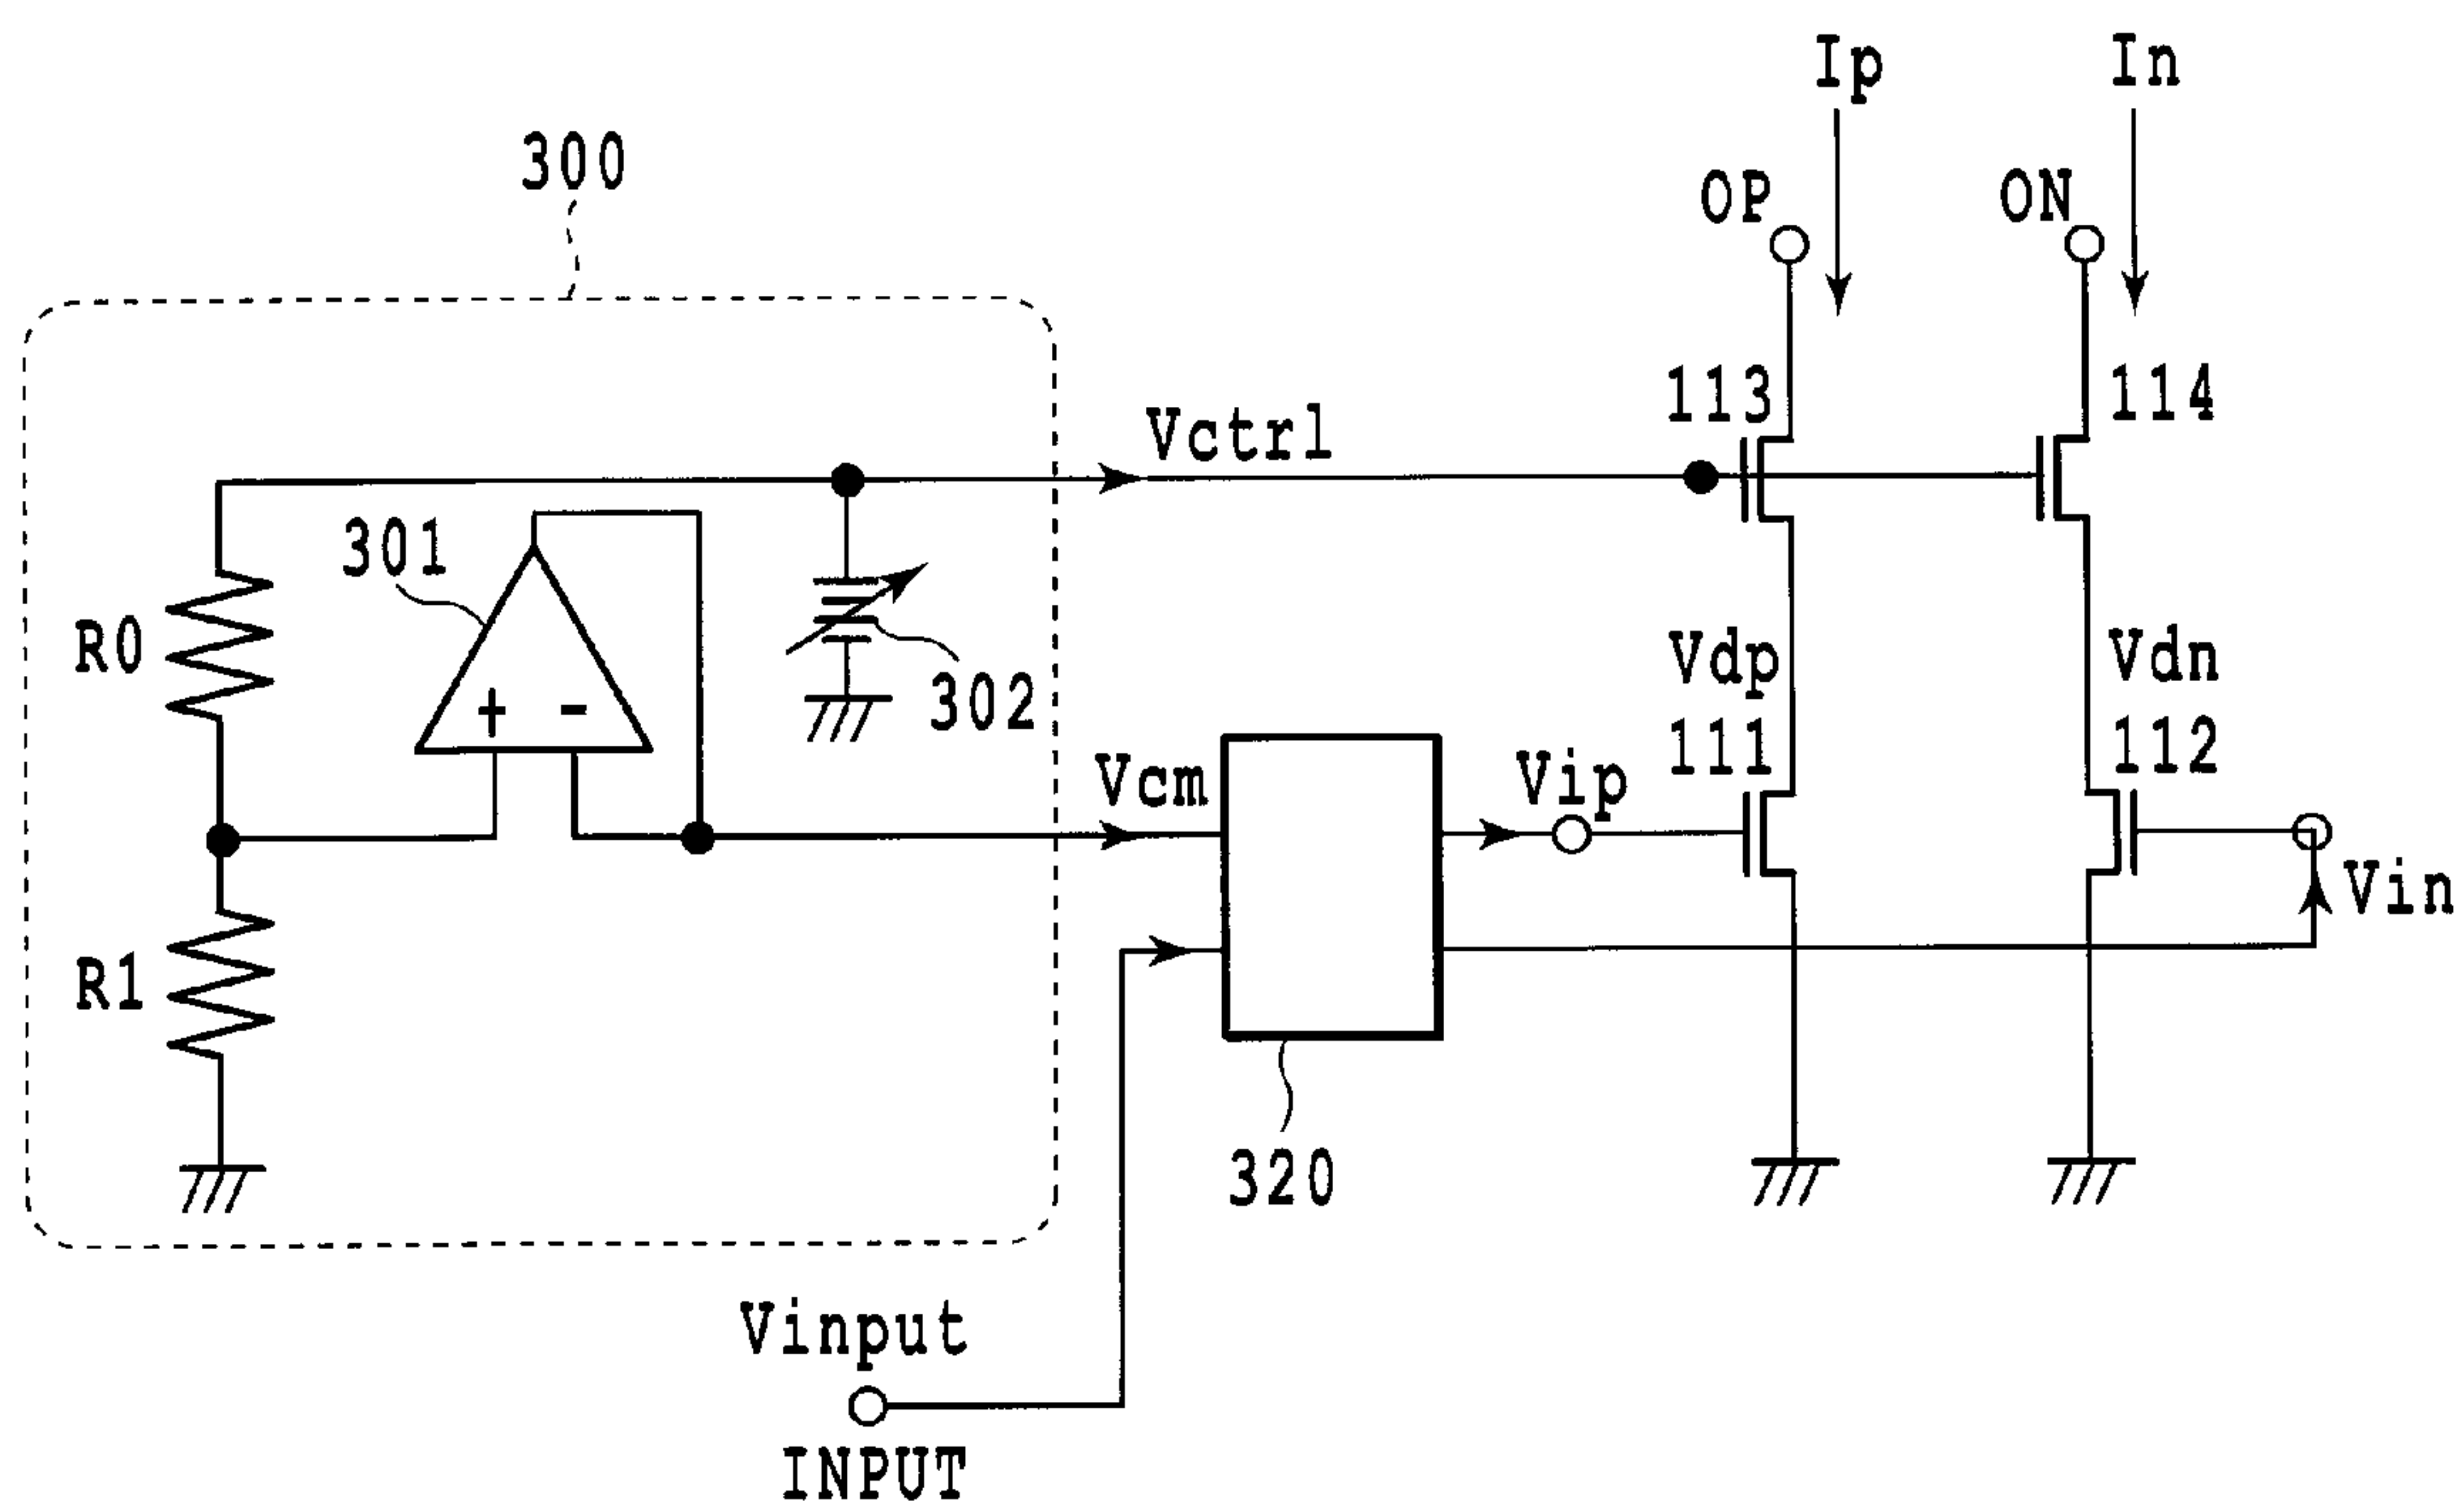 Ip
In
300
OP
ON
113
114
Vctrl
301
R0
+
-
302
Vdp
Vdn
111
112
Vcm
Vip
Vin
R1
320
Vinput
INPUT